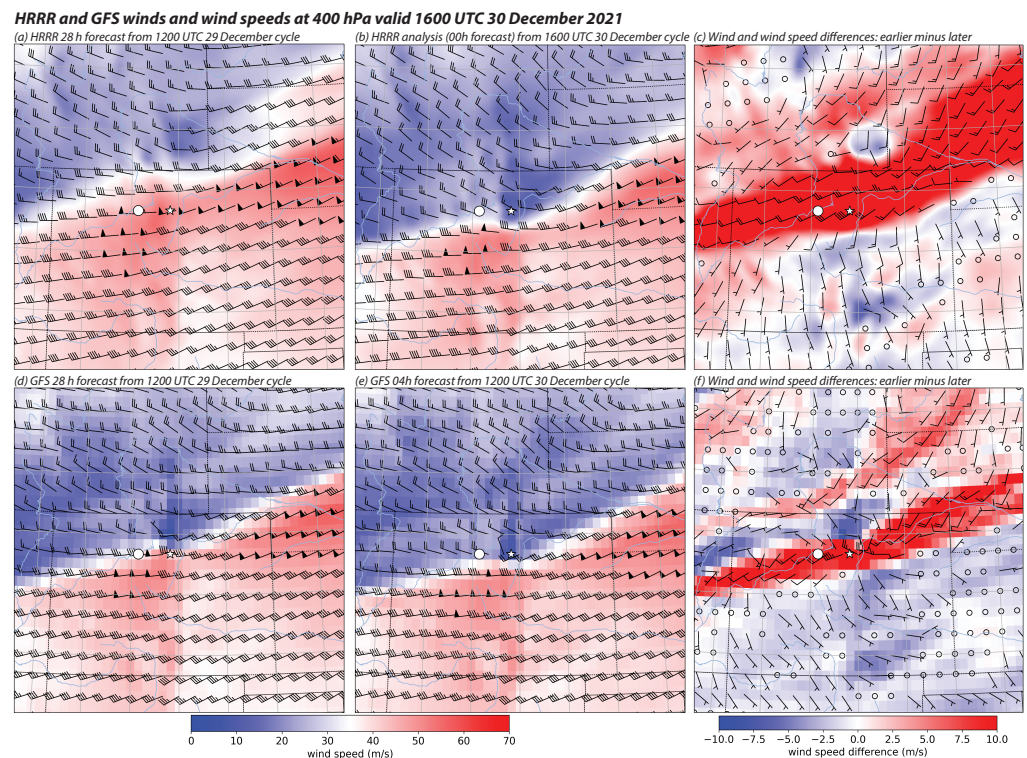 HRRR and GFS winds and wind speeds at 400 hPa valid 1600 UTC 30 December 2021
(a) HRRR 28 h forecast from 1200 UTC 29 December cycle
(b) HRRR analysis (00h forecast) from 1600 UTC 30 December cycle
(c) Wind and wind speed differences: earlier minus later
(d) GFS 28 h forecast from 1200 UTC 29 December cycle
(e) GFS 04h forecast from 1200 UTC 30 December cycle
(f) Wind and wind speed differences: earlier minus later
0 10 20 30 40 50 60 70
wind speed (m/s)
−10.0 −7.5 −5.0 −2.5 0.0 2.5 5.0 7.5 10.0
wind speed difference (m/s)